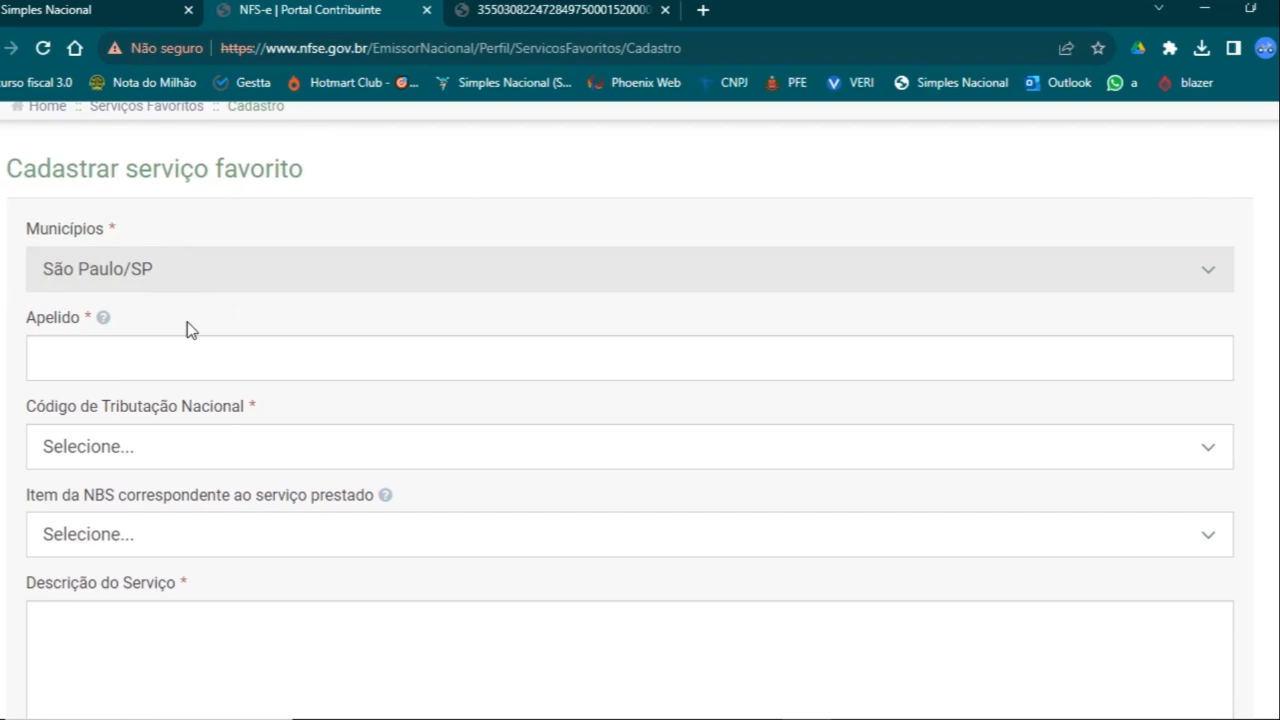 Simples Nacional
NFS-e | Portal Contribuinte
35503082247284975000152000
Não seguro
https://www.nfse.gov.br/EmissorNacional/Perfil/ServicosFavoritos/Cadastro
urso fiscal 3.0
Nota do Milhão
Gestta
Hotmart Club - ...
Simples Nacional (S...
Phoenix Web
CNPJ
PFE
VERI
Simples Nacional
Outlook
a
blazer
Home :: Serviços Favoritos :: Cadastro
Cadastrar serviço favorito
Municípios *
São Paulo/SP
Apelido *
Código de Tributação Nacional *
Selecione...
Item da NBS correspondente ao serviço prestado
Selecione...
Descrição do Serviço *